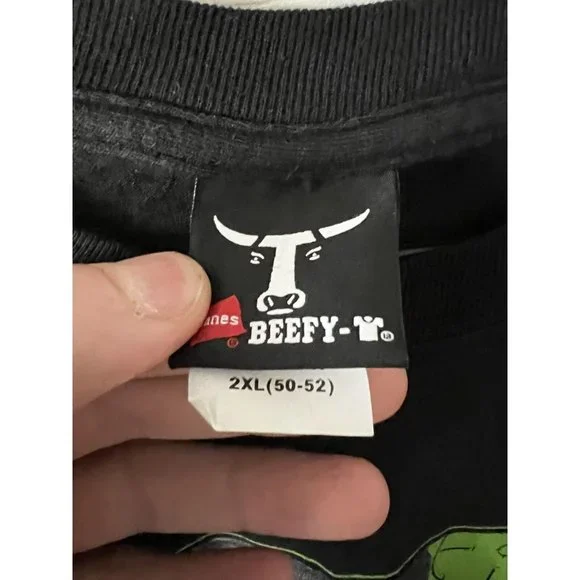 anes
BEEFY-
2XL(50-52)